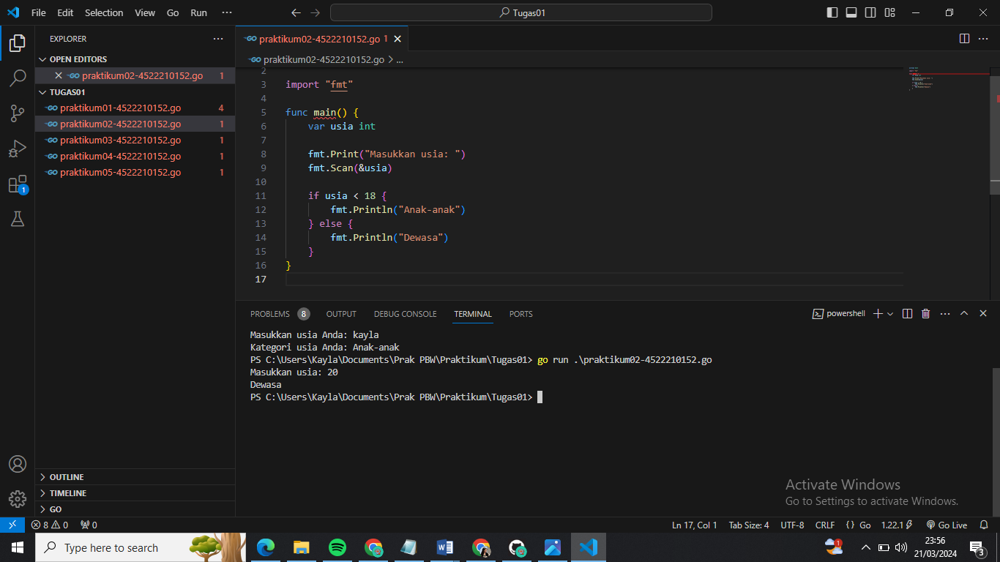 File Edit Selection View Go Run ...
Tugas01
EXPLORER
OPEN EDITORS
praktikum02-4522210152.go 1
TUGAS01
praktikum01-4522210152.go 4
praktikum02-4522210152.go 1
praktikum03-4522210152.go 1
praktikum04-4522210152.go 1
praktikum05-4522210152.go 1
1
OUTLINE
TIMELINE
GO
praktikum02-4522210152.go 1
praktikum02-4522210152.go > ...
2
3 import "fmt"
4
5 func main() {
6 var usia int
7
8 fmt.Print("Masukkan usia: ")
9 fmt.Scan(&usia)
10
11 if usia < 18 {
12 fmt.Println("Anak-anak")
13 } else {
14 fmt.Println("Dewasa")
15 }
16 }
17
PROBLEMS 8 OUTPUT DEBUG CONSOLE TERMINAL PORTS
powershell
Masukkan usia Anda: kayla
Kategori usia Anda: Anak-anak
PS C:\Users\Kayla\Documents\Prak PBW\Praktikum\Tugas01> go run .\praktikum02-4522210152.go
Masukkan usia: 20
Dewasa
PS C:\Users\Kayla\Documents\Prak PBW\Praktikum\Tugas01>
Activate Windows
Go to Settings to activate Windows.
8 0 0
Ln 17, Col 1 Tab Size: 4 UTF-8 CRLF {} Go 1.22.1 Go Live
Type here to search
1
23:56
21/03/2024
3